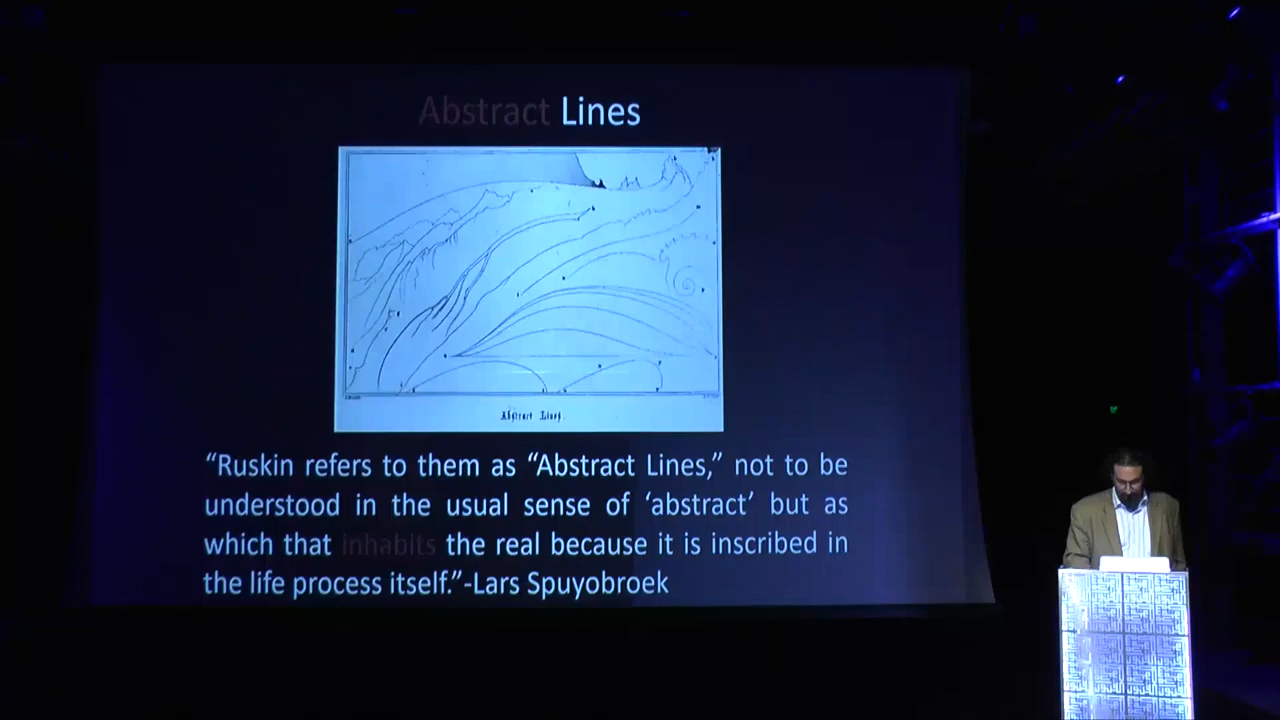 Abstract Lines
Abstract Lines.
“Ruskin refers to them as “Abstract Lines,” not to be
understood in the usual sense of ‘abstract’ but as
which that inhabits the real because it is inscribed in
the life process itself.”-Lars Spuyobroek